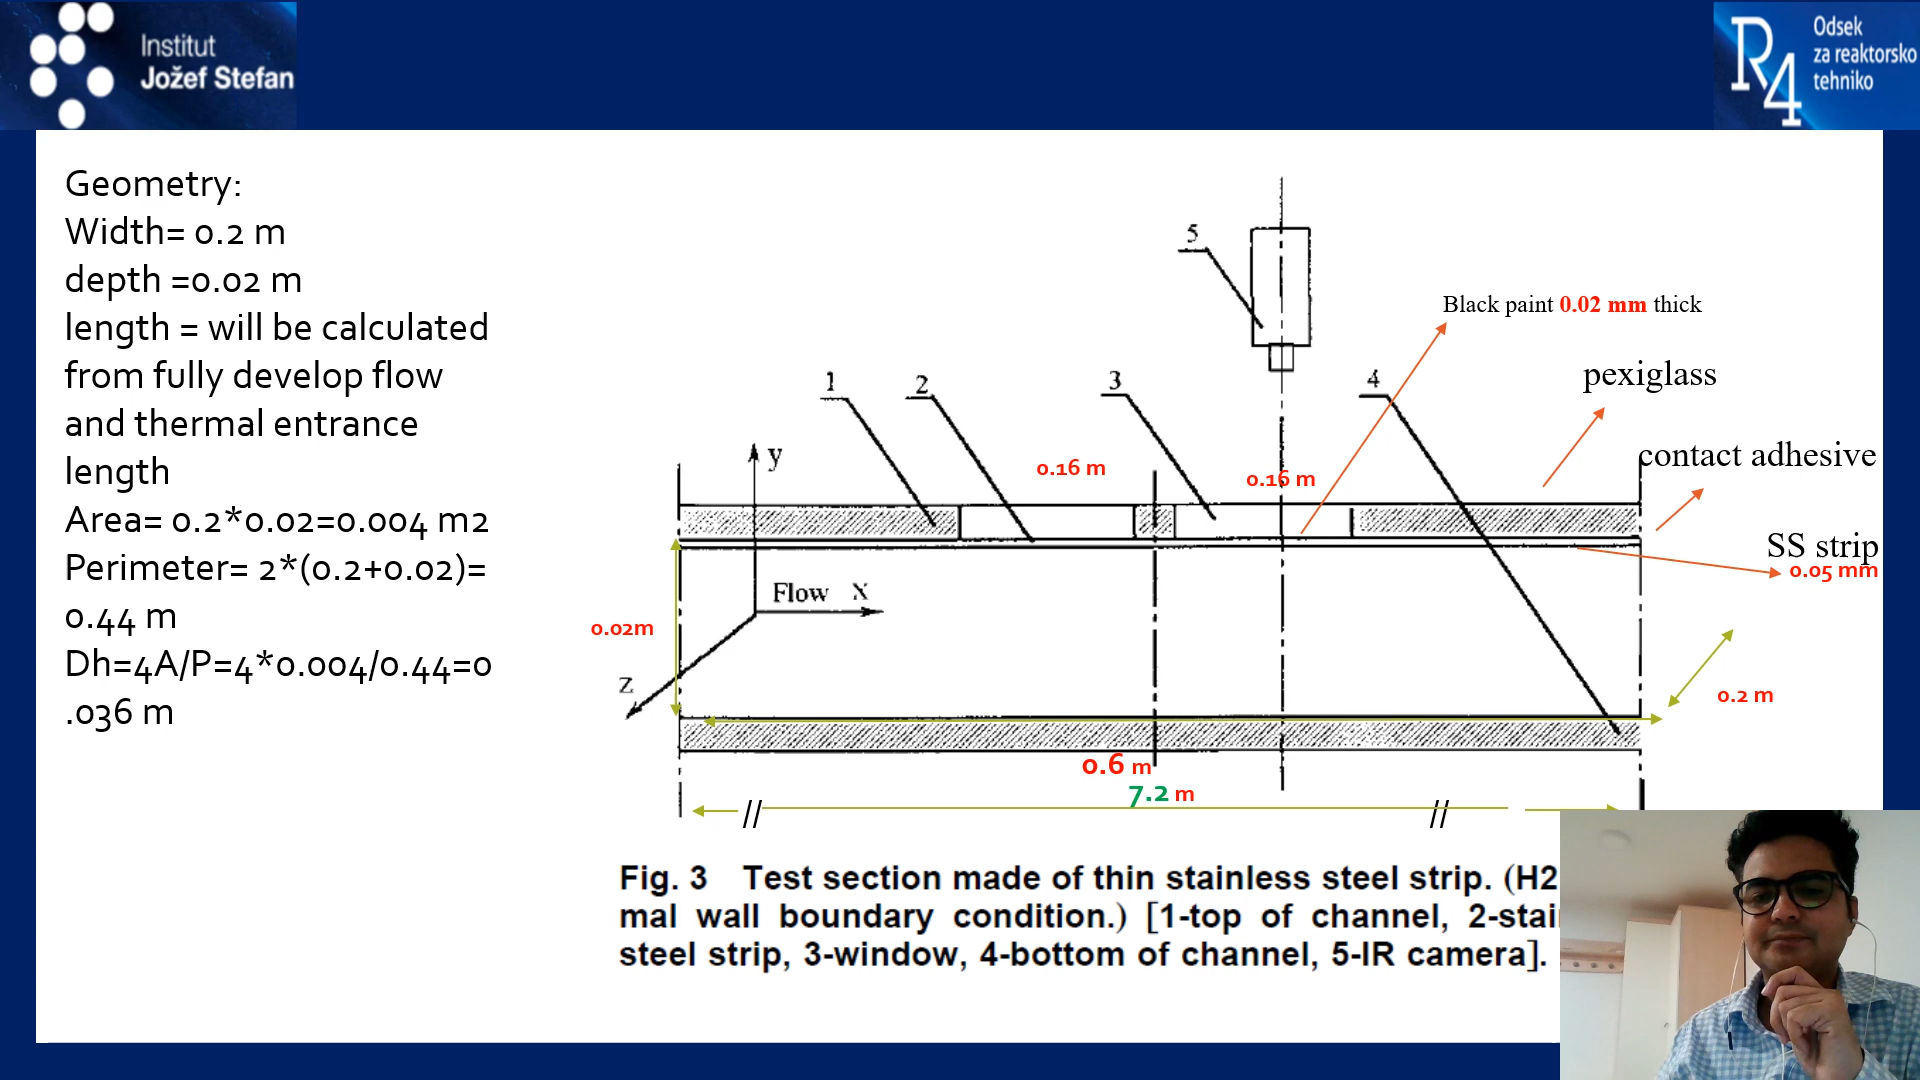 Institut
Jožef Stefan
Odsek
za reaktorsko
tehniko
R4
Geometry:
Width= 0.2 m
depth =0.02 m
length = will be calculated
from fully develop flow
and thermal entrance
length
Area= 0.2*0.02=0.004 m2
Perimeter= 2*(0.2+0.02)=
0.44 m
Dh=4A/P=4*0.004/0.44=0
.036 m
5
Black paint 0.02 mm thick
1
2
3
4
pexiglass
y
0.16 m
0.16 m
contact adhesive
SS strip
0.05 mm
Flow X
0.02m
z
0.2 m
0.6 m
7.2 m
// //
Fig. 3 Test section made of thin stainless steel strip. (H2
mal wall boundary condition.) [1-top of channel, 2-stai
steel strip, 3-window, 4-bottom of channel, 5-IR camera].